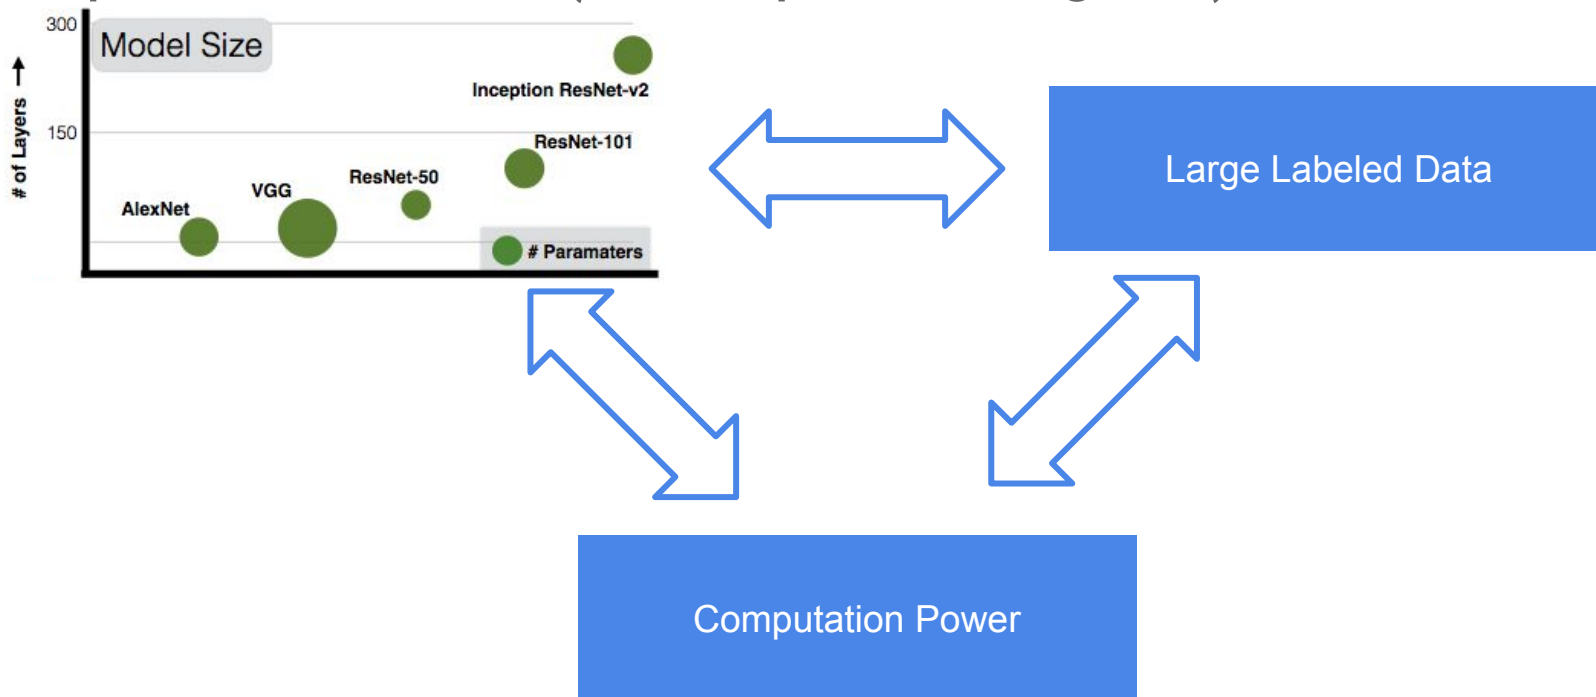 300
Model Size
# of Layers
Inception ResNet-v2
150
ResNet-101
ResNet-50
VGG
AlexNet
# Paramaters
Large Labeled Data
Computation Power